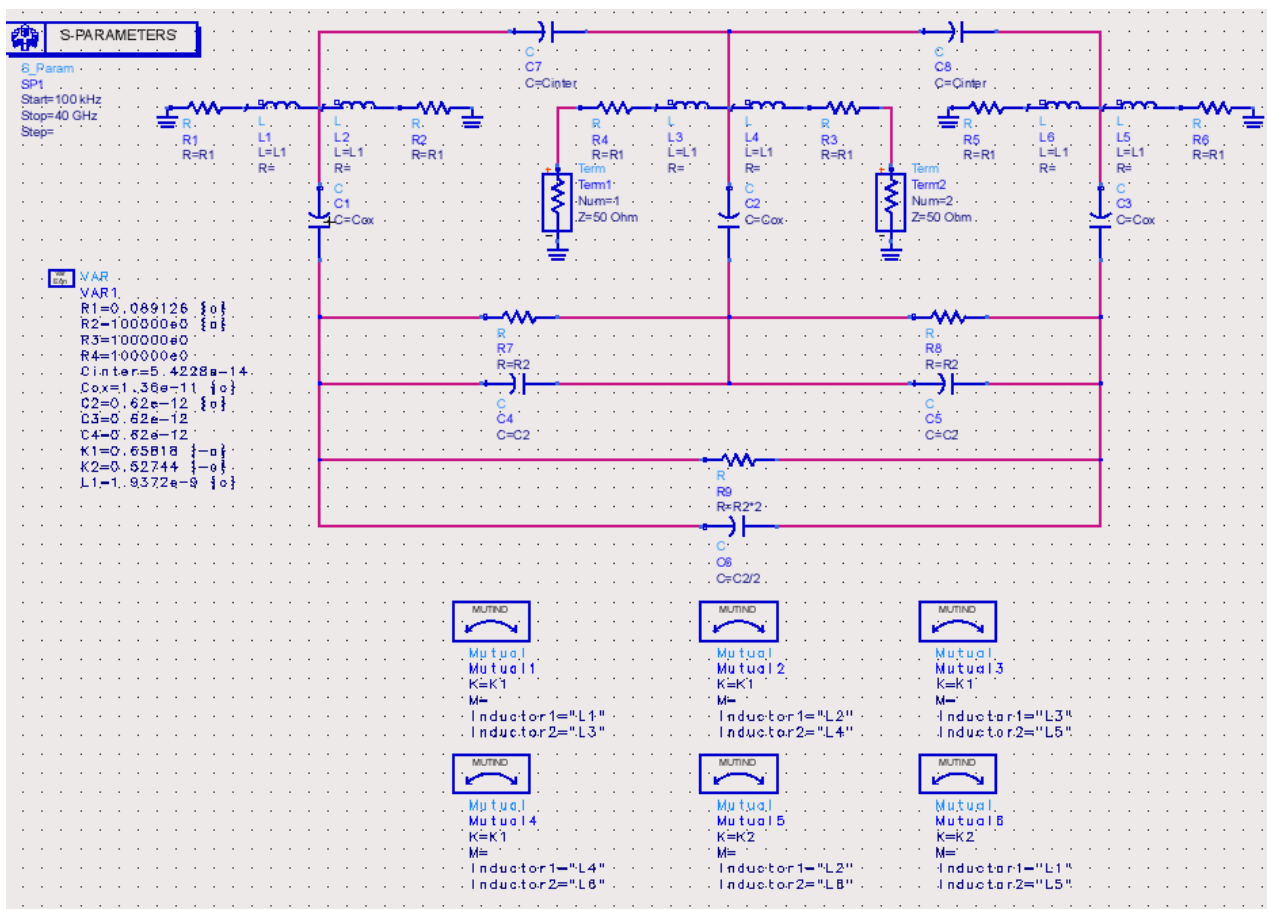 S-PARAMETERS
S_Param
SP1
Start=100 kHz
Stop=40 GHz
Step=
C
C7
C=Cinter
C
C8
C=Cinter
R
R1
R=R1
L
L1
L=L1
R=
L
L2
L=L1
R=
R
R2
R=R1
R
R4
R=R1
L
L3
L=L1
R=
L
L4
L=L1
R=
R
R3
R=R1
R
R5
R=R1
L
L6
L=L1
R=
L
L5
L=L1
R=
R
R6
R=R1
C
C1
C=Cox
Term
Term1
Num=1
Z=50 Ohm
C
C2
C=Cox
Term
Term2
Num=2
Z=50 Ohm
C
C3
C=Cox
VAR
VAR1
R1=0.089126 {o}
R2=100000e0 {o}
R3=100000e0
R4=100000e0
Cinter=5.4228e-14
Cox=1.36e-11 {o}
C2=0.62e-12 {o}
C3=0.62e-12
C4=0.62e-12
K1=0.65818 {-o}
K2=0.52744 {-o}
L1=1.9372e-9 {o}
R
R7
R=R2
R
R8
R=R2
C
C4
C=C2
C
C5
C=C2
R
R9
R=R2*2
C
C6
C=C2/2
MUTIND
Mutual
Mutual1
K=K1
M=
Inductor1="L1"
Inductor2="L3"
MUTIND
Mutual
Mutual2
K=K1
M=
Inductor1="L2"
Inductor2="L4"
MUTIND
Mutual
Mutual3
K=K1
M=
Inductor1="L3"
Inductor2="L5"
MUTIND
Mutual
Mutual4
K=K1
M=
Inductor1="L4"
Inductor2="L6"
MUTIND
Mutual
Mutual5
K=K2
M=
Inductor1="L2"
Inductor2="L6"
MUTIND
Mutual
Mutual6
K=K2
M=
Inductor1="L1"
Inductor2="L5"